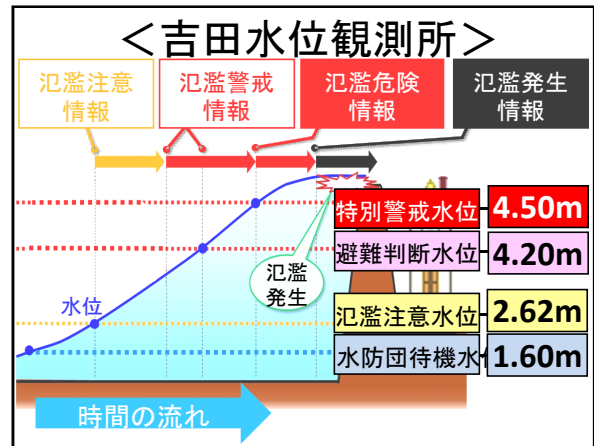 ＜吉田水位観測所＞
氾濫注意
情報
氾濫警戒
情報
氾濫危険
情報
氾濫発生
情報
特別警戒水位
4.50m
避難判断水位
4.20m
氾濫
発生
水位
氾濫注意水位
2.62m
水防団待機水
1.60m
時間の流れ